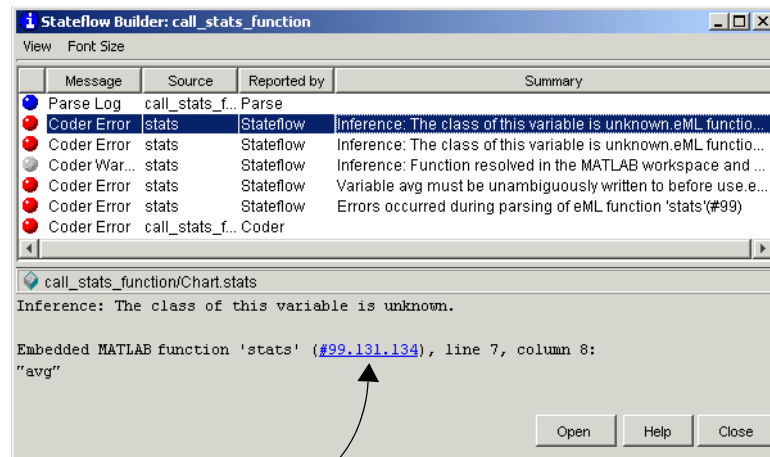 Stateflow Builder: call_stats_function
View Font Size
Message Source Reported by Summary
Parse Log call_stats_f... Parse
Coder Error stats Stateflow Inference: The class of this variable is unknown.eML functio...
Coder Error stats Stateflow Inference: The class of this variable is unknown.eML functio...
Coder War... stats Stateflow Inference: Function resolved in the MATLAB workspace and ...
Coder Error stats Stateflow Variable avg must be unambiguously written to before use.e...
Coder Error stats Stateflow Errors occurred during parsing of eML function 'stats'(#99)
Coder Error call_stats_f... Coder
call_stats_function/Chart.stats
Inference: The class of this variable is unknown.
Embedded MATLAB function 'stats' (#99.131.134), line 7, column 8:
"avg"
Open Help Close